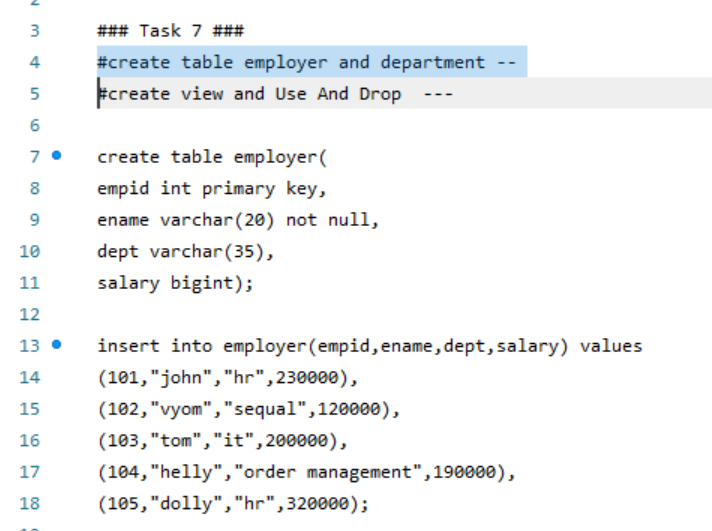 3 ### Task 7 ###
4 #create table employer and department --
5 #create view and Use And Drop ---
6
7 create table employer(
8 empid int primary key,
9 ename varchar(20) not null,
10 dept varchar(35),
11 salary bigint);
12
13 insert into employer(empid,ename,dept,salary) values
14 (101,"john","hr",230000),
15 (102,"vyom","sequal",120000),
16 (103,"tom","it",200000),
17 (104,"helly","order management",190000),
18 (105,"dolly","hr",320000);